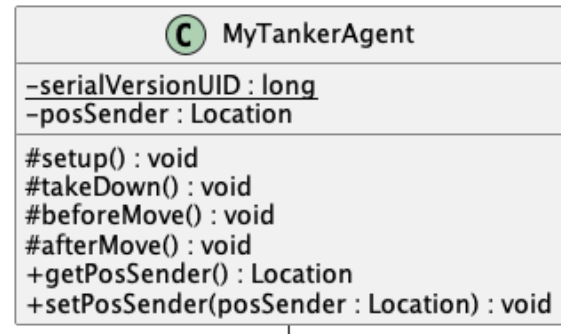 C MyTankerAgent
-serialVersionUID : long
-posSender : Location
#setup() : void
#takeDown() : void
#beforeMove() : void
#afterMove() : void
+getPosSender() : Location
+setPosSender(posSender : Location) : void